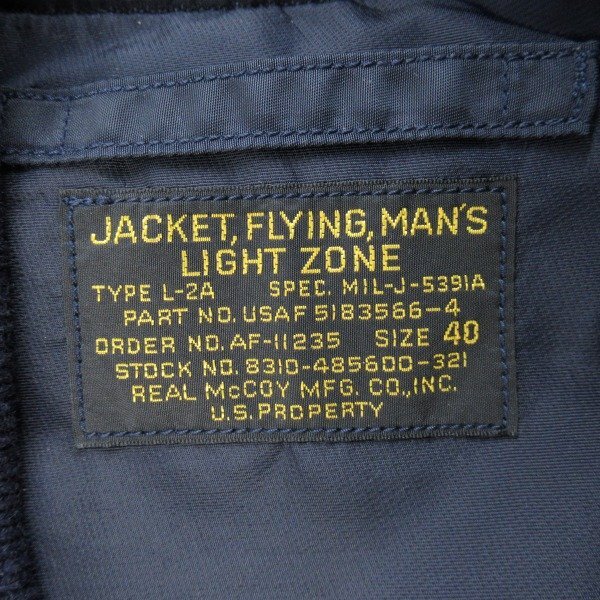 JACKET, FLYING, MAN'S
LIGHT ZONE
TYPE L-2A SPEC. MIL-J-5391A
PART NO. USAF 5183566-4
ORDER NO. AF-11235 SIZE 40
STOCK NO. 8310-485600-321
REAL McCOY MFG. CO., INC.
U.S. PROPERTY